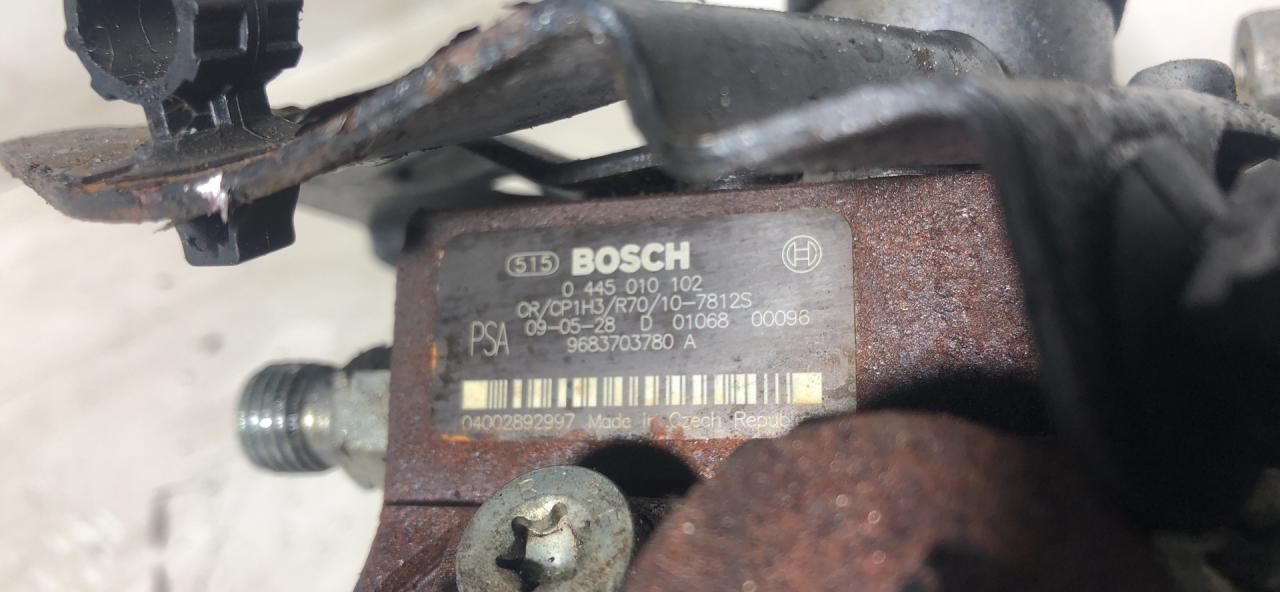 515 BOSCH
0 445 010 102
CR/CP1H3/R70/10-7812S
PSA 09-05-28 D 01068 00096
9683703780 A
04002892997 Made in Czech Republic